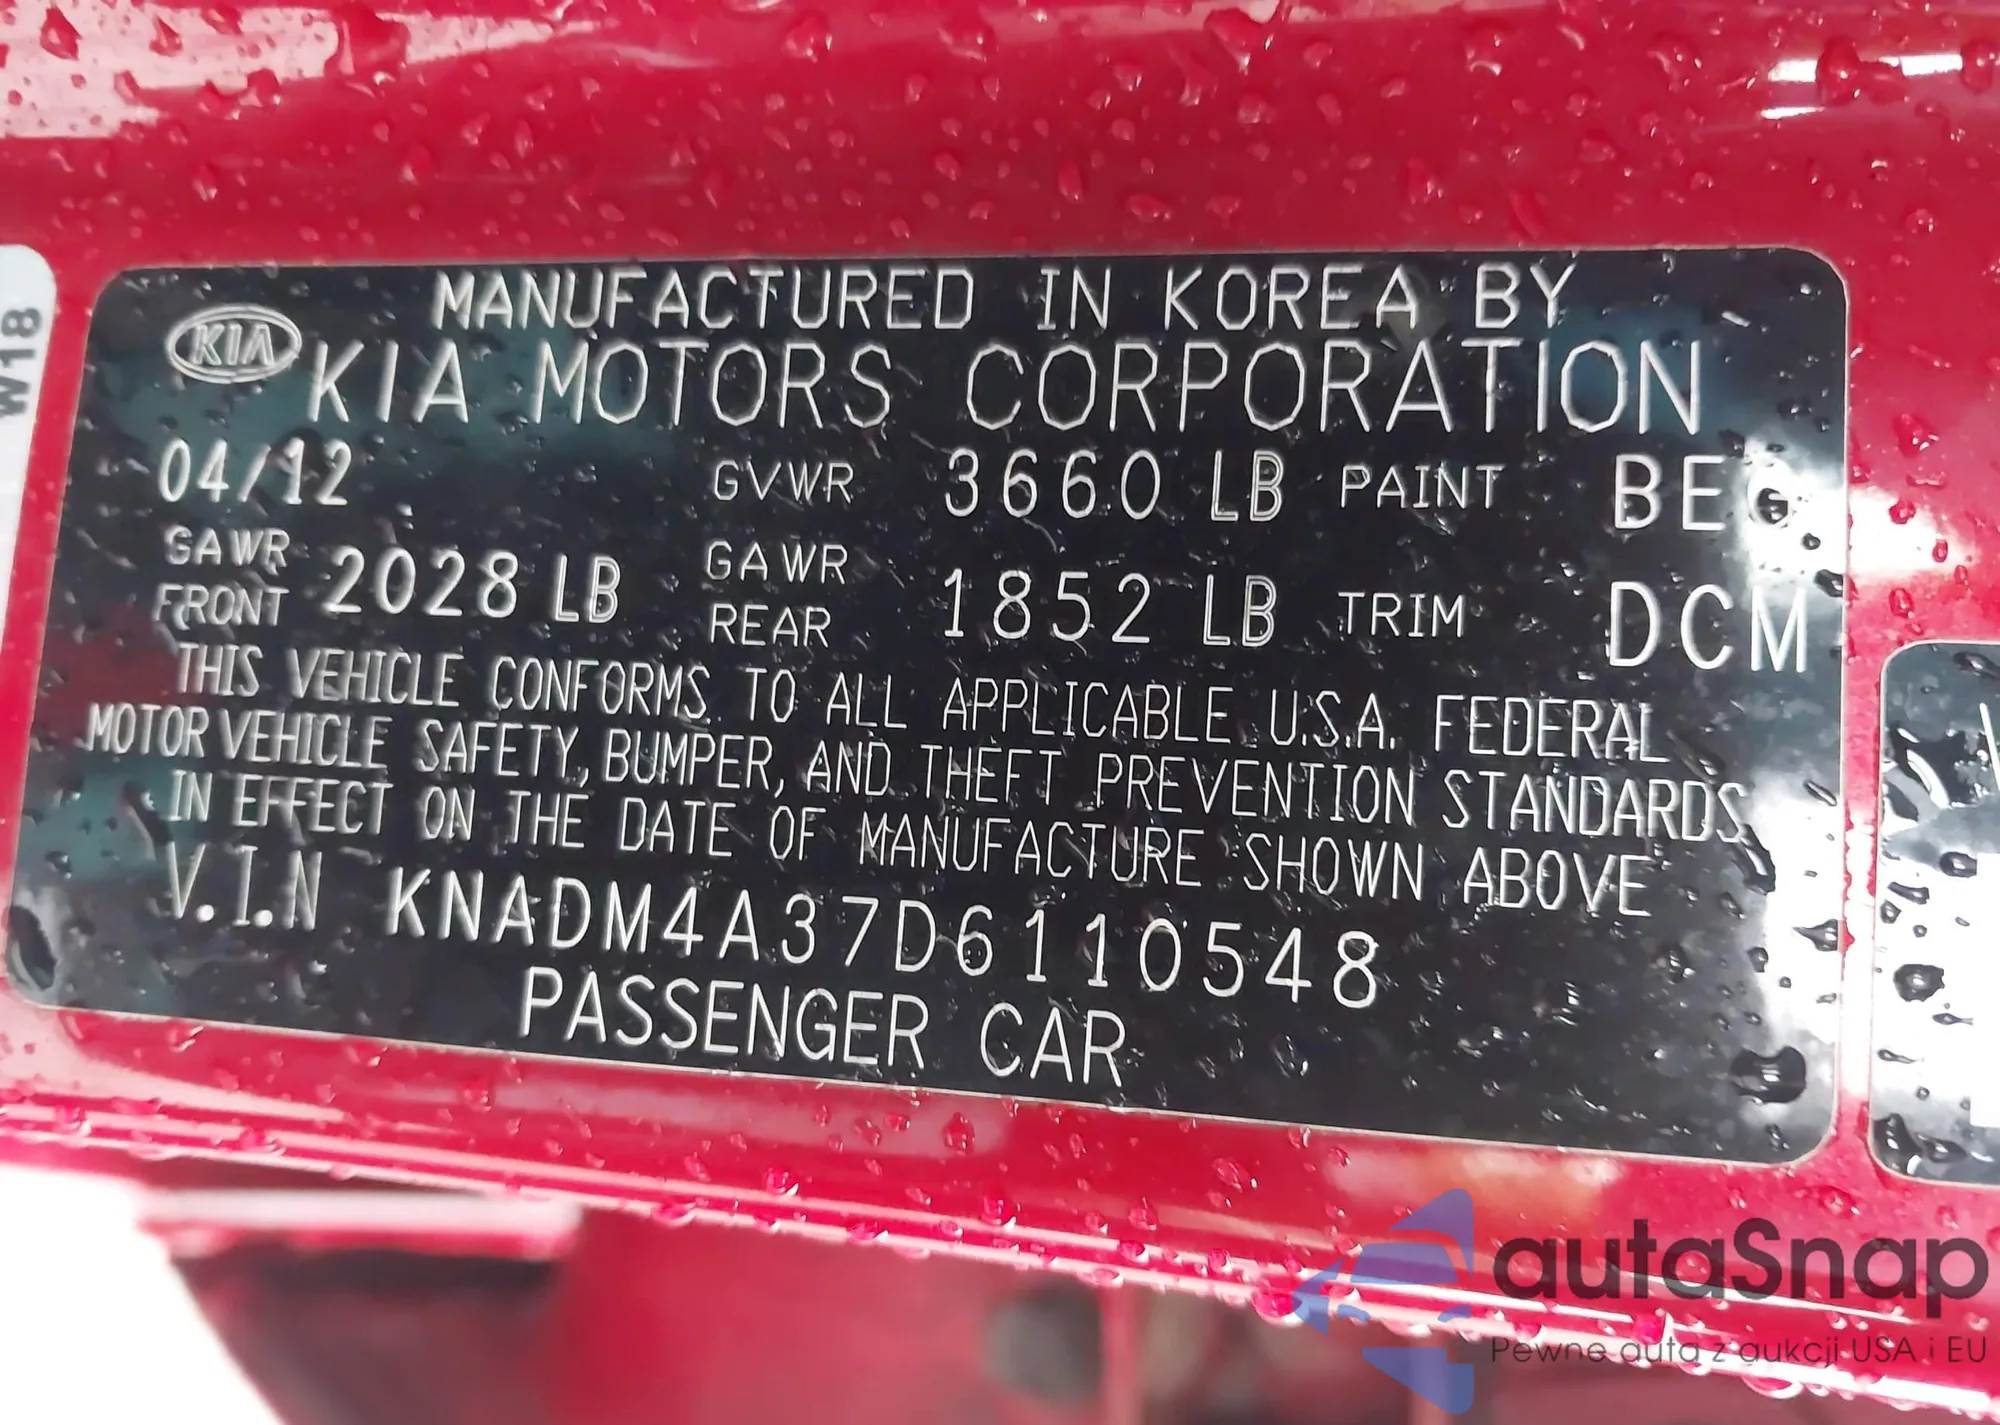 W18
KIA
MANUFACTURED IN KOREA BY
KIA MOTORS CORPORATION
04/12 GVWR 3660 LB PAINT BEG
GAWR FRONT 2028 LB GAWR REAR 1852 LB TRIM DCM
THIS VEHICLE CONFORMS TO ALL APPLICABLE U.S.A. FEDERAL
MOTOR VEHICLE SAFETY, BUMPER, AND THEFT PREVENTION STANDARDS
IN EFFECT ON THE DATE OF MANUFACTURE SHOWN ABOVE
V.I.N KNADM4A37D6110548
PASSENGER CAR
autaSnap
Pewne auta z aukcji USA i EU